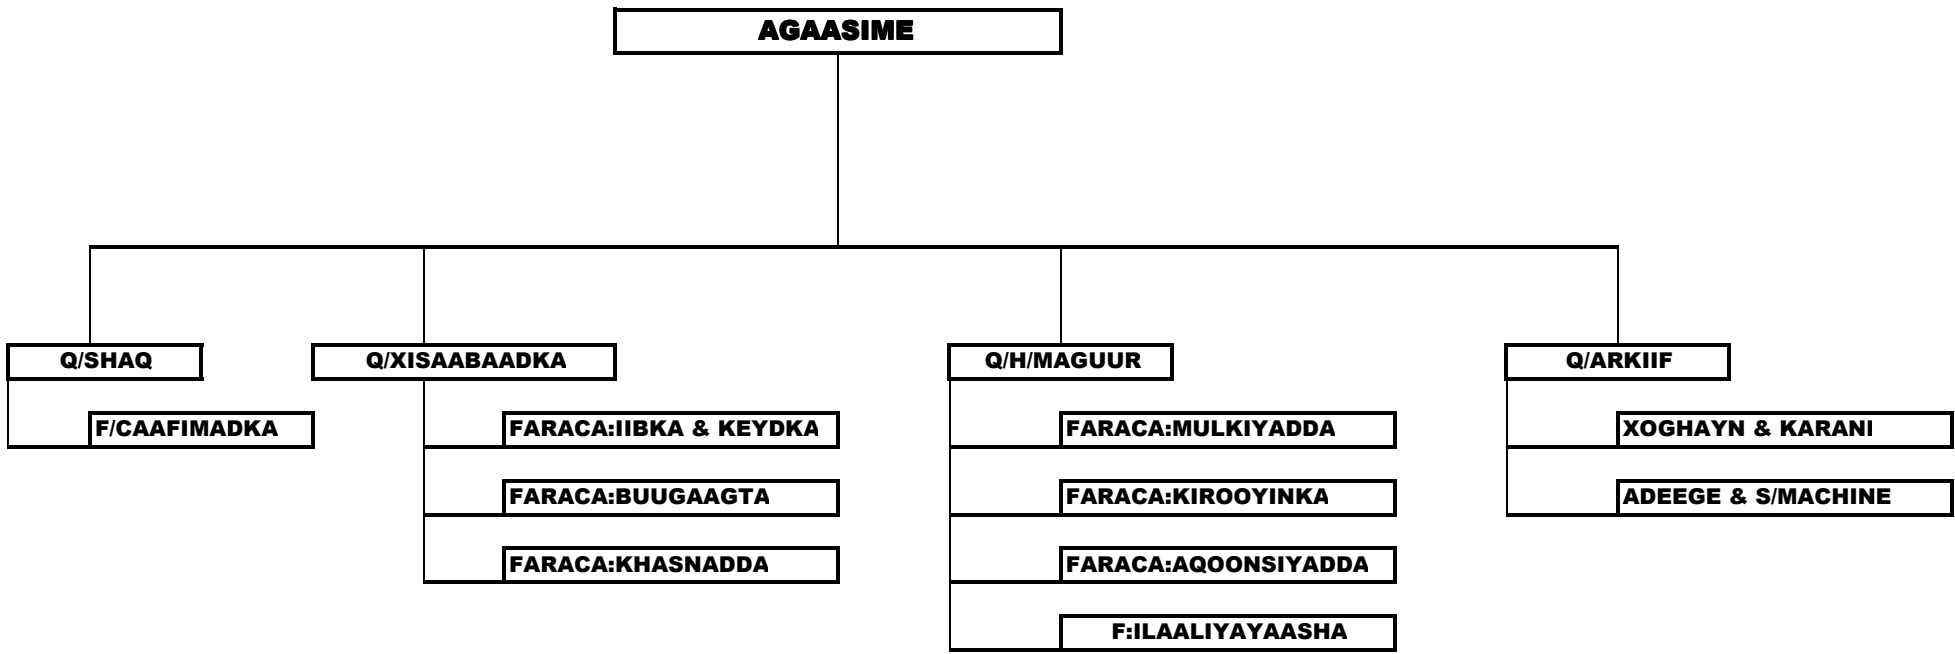 AGAASIME
Q/SHAQ
Q/XISAABAADKA
Q/H/MAGUUR
Q/ARKIIF
F/CAAFIMADKA
FARACA:IIBKA & KEYDKA
FARACA:MULKIYADDA
XOGHAYN & KARANI
FARACA:BUUGAAGTA
FARACA:KIROOYINKA
ADEEGE & S/MACHINE
FARACA:KHASNADDA
FARACA:AQOONSIYADDA
F:ILAALIYAYAASHA